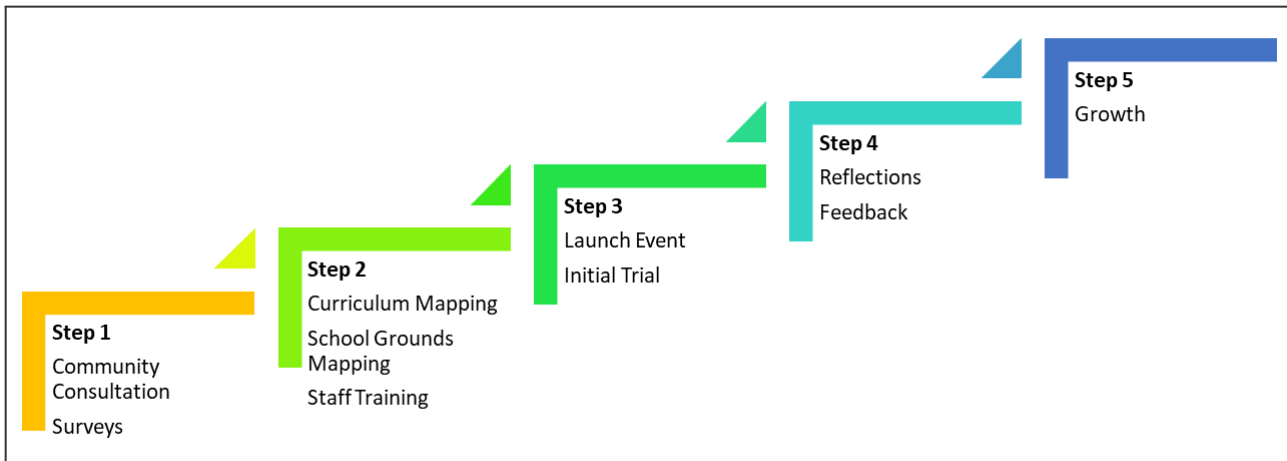 Step 1
Community
Consultation
Surveys
Step 2
Curriculum Mapping
School Grounds
Mapping
Staff Training
Step 3
Launch Event
Initial Trial
Step 4
Reflections
Feedback
Step 5
Growth